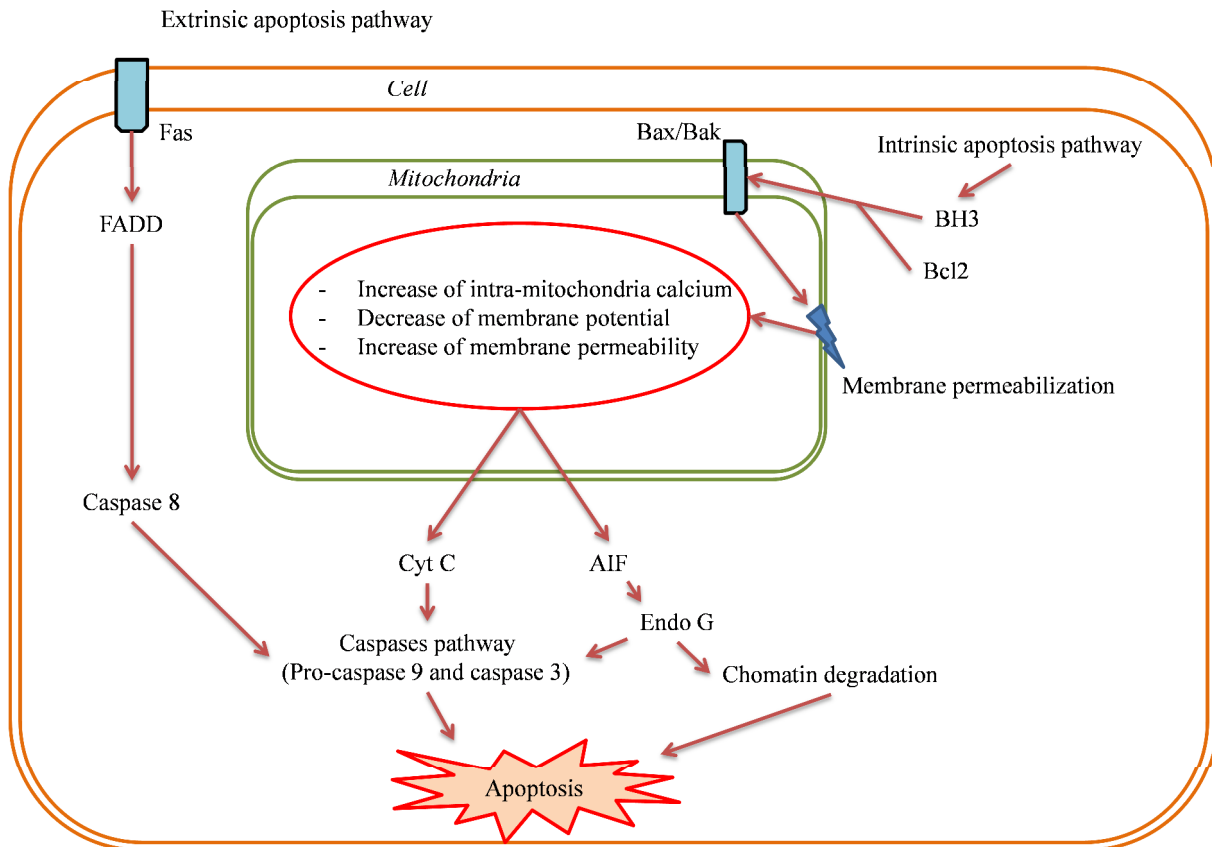 Extrinsic apoptosis pathway
Cell
Fas
Bax/Bak
Intrinsic apoptosis pathway
Mitochondria
FADD
BH3
Bcl2
- Increase of intra-mitochondria calcium
- Decrease of membrane potential
- Increase of membrane permeability
Membrane permeabilization
Caspase 8
Cyt C
AIF
Endo G
Caspases pathway
(Pro-caspase 9 and caspase 3)
Chromatin degradation
Apoptosis